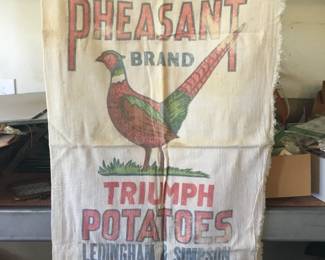 PHEASANT
BRAND
TRIUMPH
POTATOES
LEDINGHAM & SIMPSON